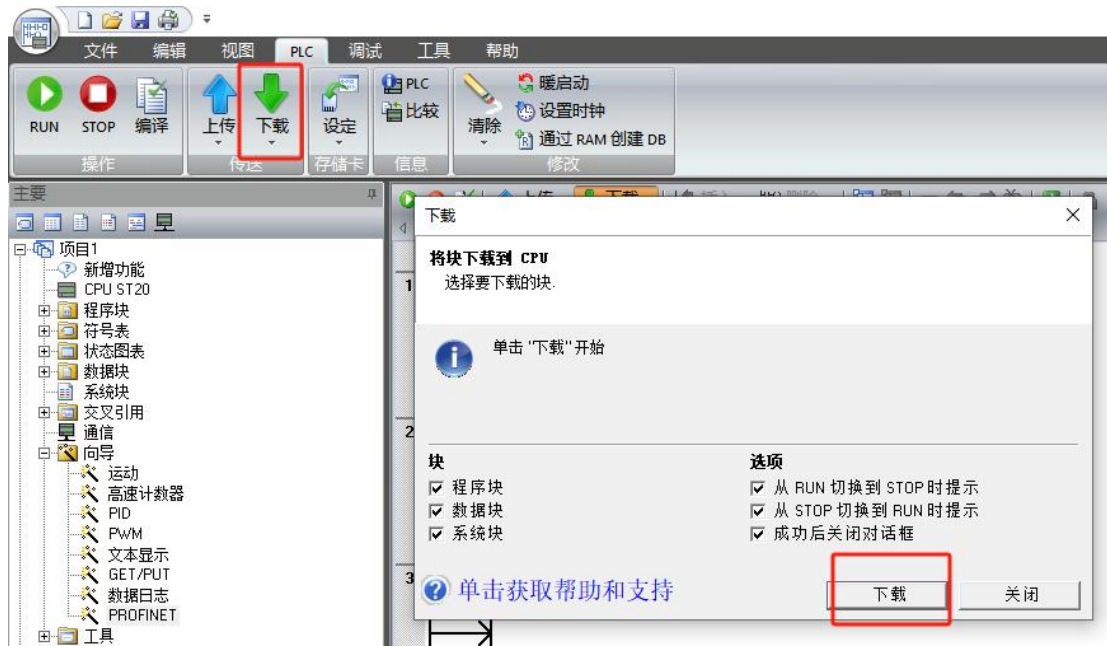 文件 编辑 视图 PLC 调试 工具 帮助
RUN STOP 编译 上传 下载 设定 PLC 比较 清除 暖启动
设置时钟
通过 RAM 创建 DB
操作 传送 存储卡 信息 修改
主要
下载
项目1
新增功能
CPU ST20
程序块
符号表
状态图表
数据块
系统块
交叉引用
通信
向导
运动
高速计数器
PID
PWM
文本显示
GET/PUT
数据日志
PROFINET
工具
1
2
3
下载
将块下载到 CPU
选择要下载的块.
单击 "下载" 开始
块
程序块
数据块
系统块
选项
从 RUN 切换到 STOP 时提示
从 STOP 切换到 RUN 时提示
成功后关闭对话框
单击获取帮助和支持
下载 关闭